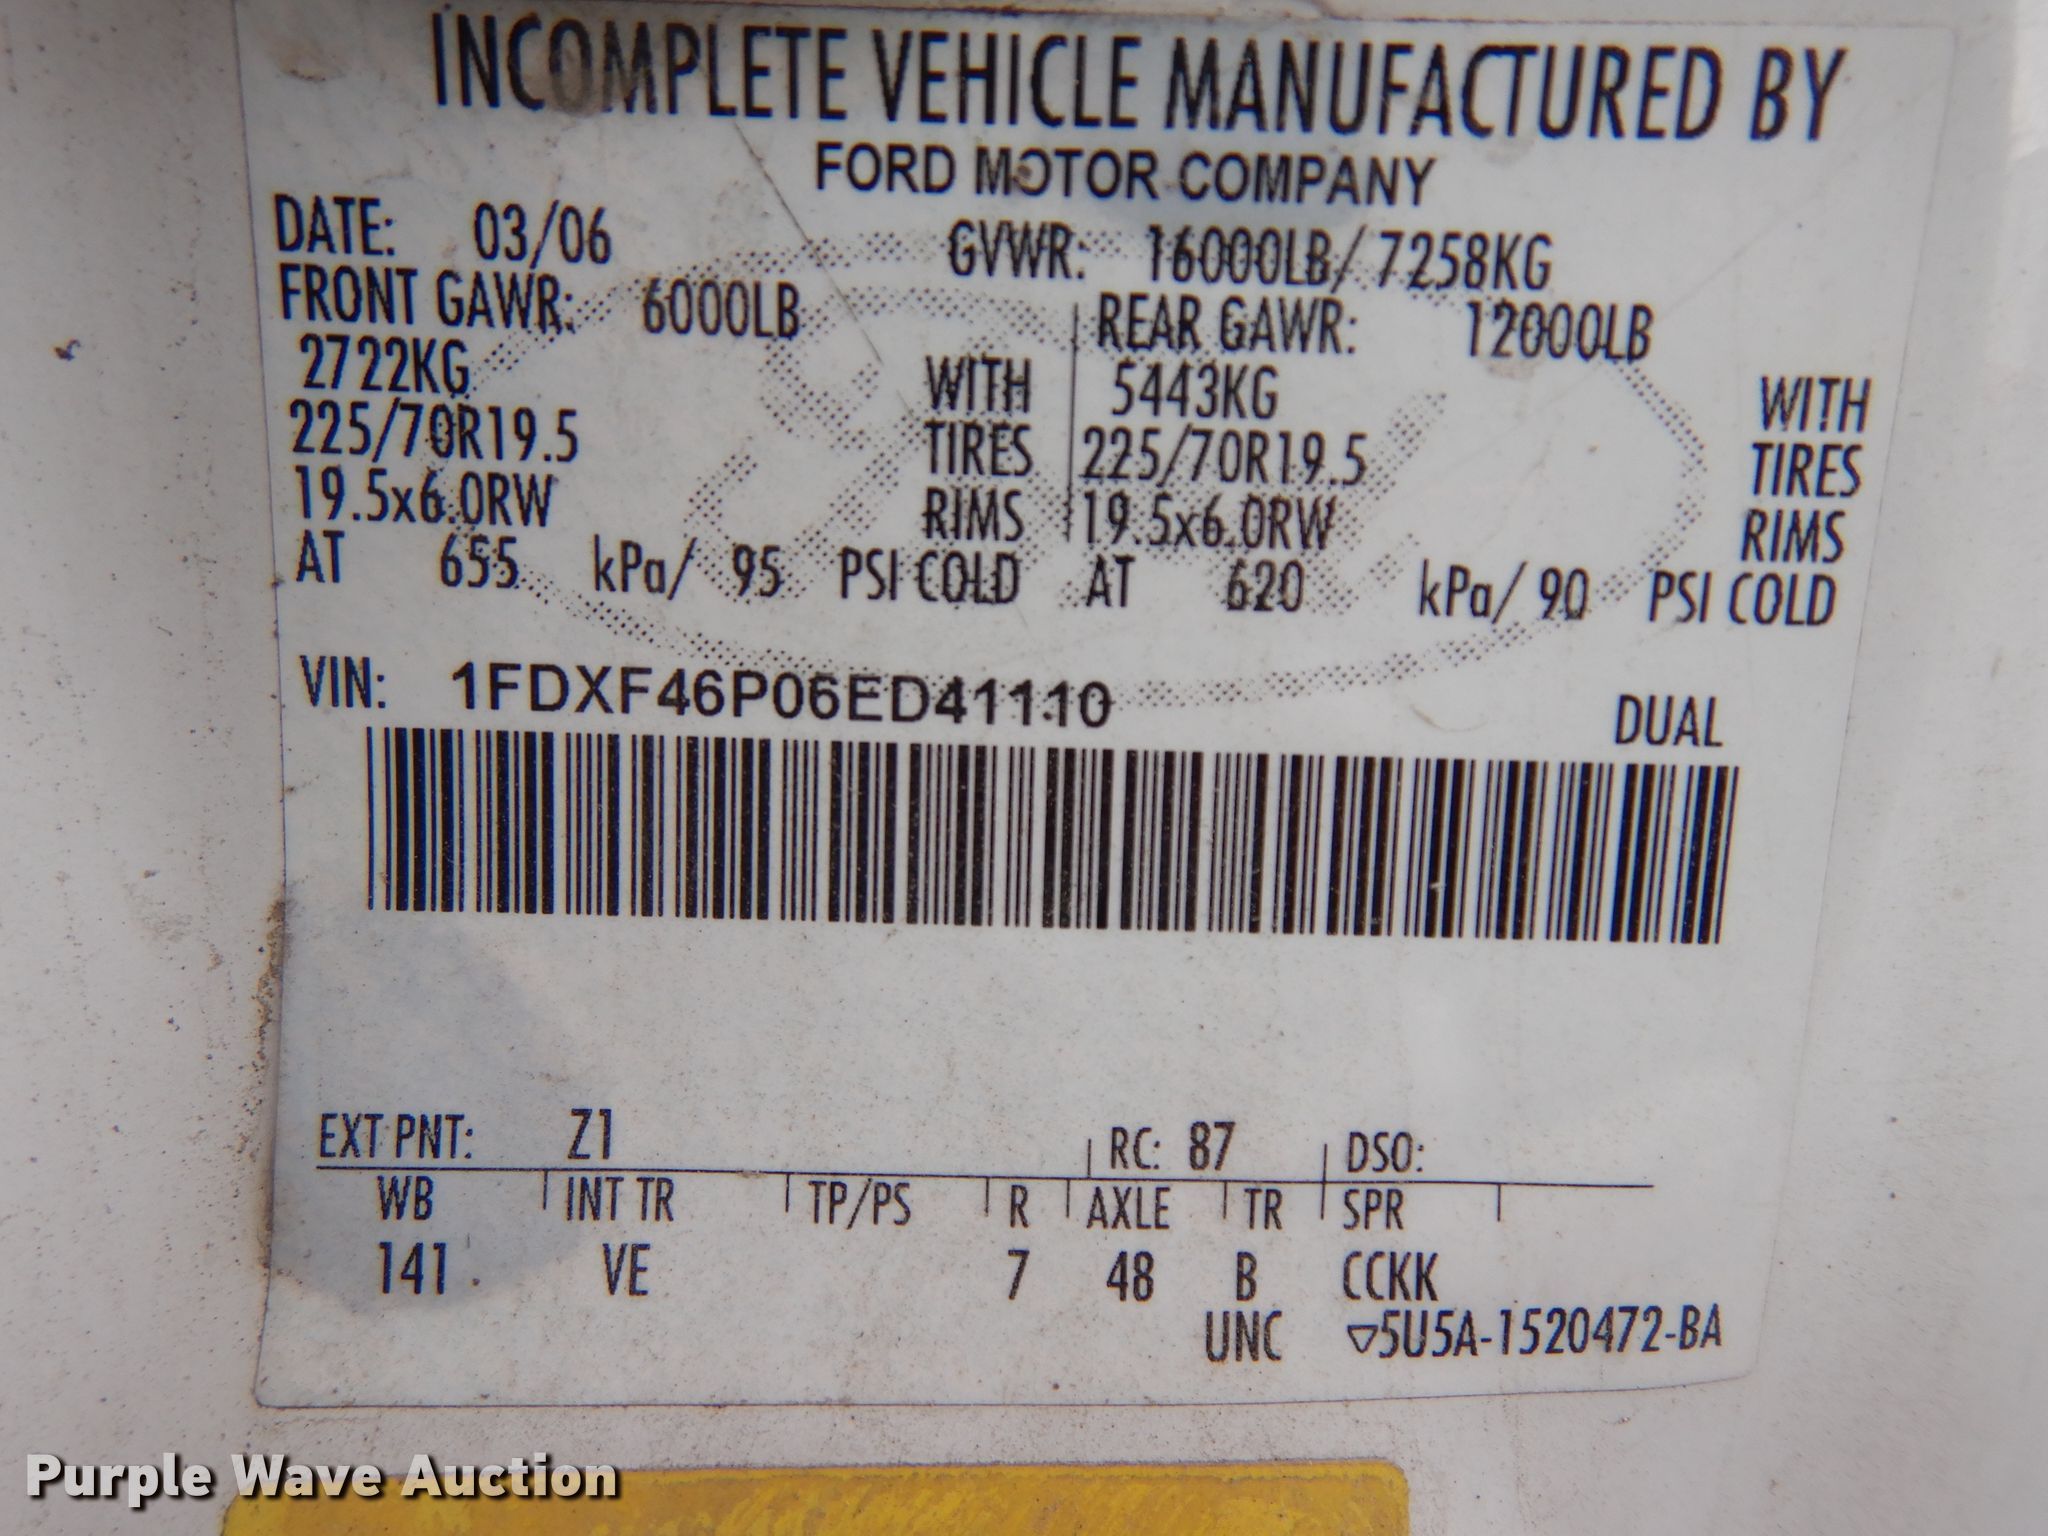 INCOMPLETE VEHICLE MANUFACTURED BY
FORD MOTOR COMPANY
DATE: 03/06 GVWR: 16000LB/ 7258KG
FRONT GAWR: 6000LB REAR GAWR: 12000LB
2722KG WITH 5443KG WITH
225/70R19.5 TIRES 225/70R19.5 TIRES
19.5x6.0RW RIMS 19.5x6.0RW RIMS
AT 655 kPa/ 95 PSI COLD AT 620 kPa/ 90 PSI COLD
VIN: 1FDXF46P06ED41110 DUAL
EXT PNT: Z1 RC: 87 DSO:
WB INT TR TP/PS R AXLE TR SPR
141 VE 7 48 B CCKK
UNC ▽5U5A-1520472-BA
Purple Wave Auction